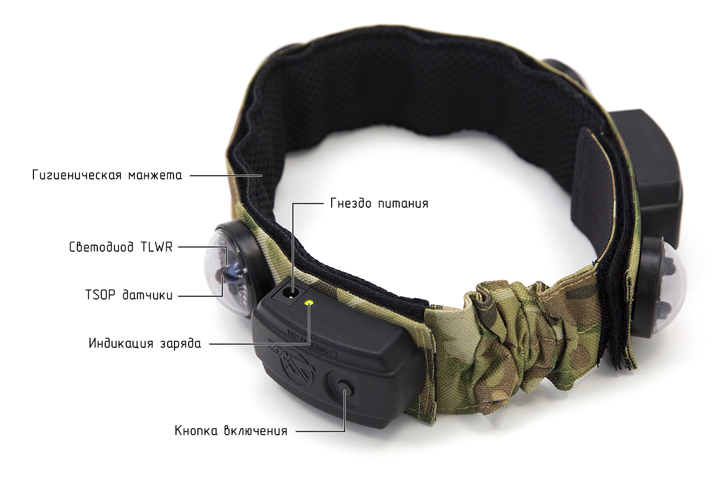 Гигиеническая манжета
Гнездо питания
Светодиод TLWR
TSOP датчики
Индикация заряда
Кнопка включения